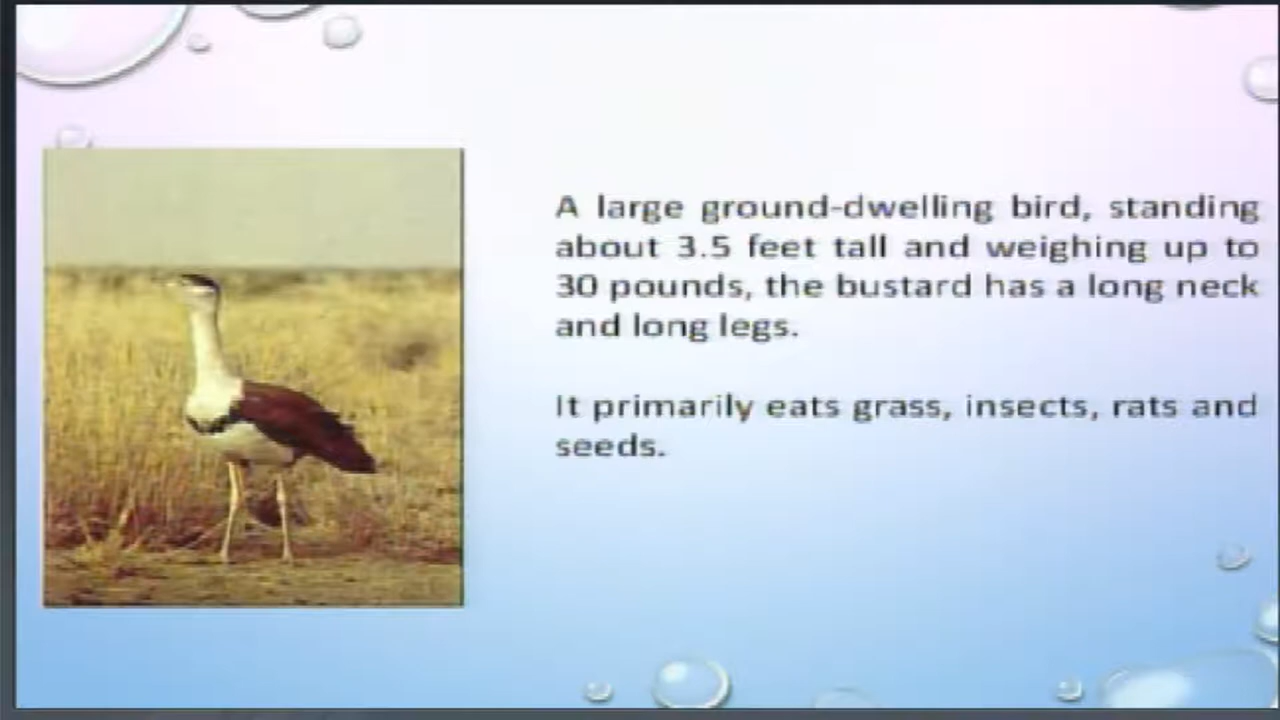 A large ground-dwelling bird, standing
about 3.5 feet tall and weighing up to
30 pounds, the bustard has a long neck
and long legs.
It primarily eats grass, insects, rats and
seeds.